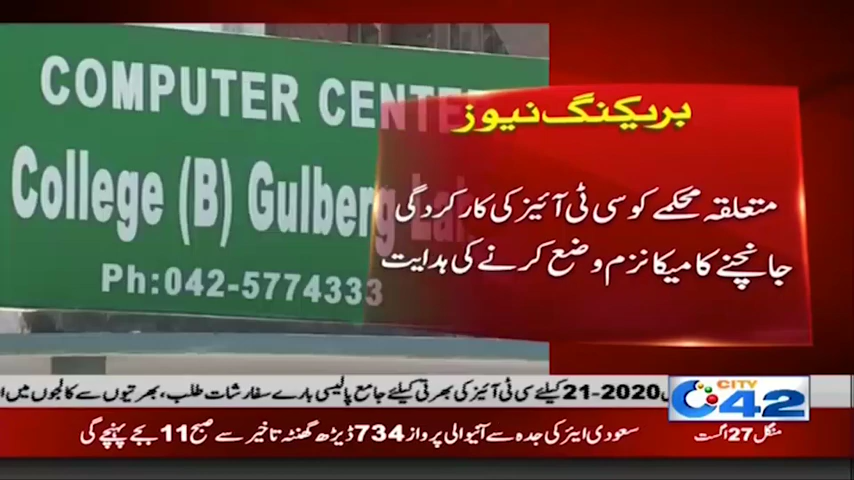 COMPUTER CENTE
College (B) Gulberg La
Ph:042-5774333
بریکنگ نیوز
متعلقہ محکمے کو سی ٹی آئیز کی کارکردگی
جانچنے کا میکانزم وضع کرنے کی ہدایت
2020-21 کیلئے سی ٹی آئیز کی بھرتی کیلئے جامع پالیسی بارے سفارشات طلب، بھرتیوں سے کالجوں میں
CITY 42
سعودی ایئر کی جدہ سے آنیوالی پرواز 734 ڈیڑھ گھنٹہ تاخیر سے صبح 11 بجے پہنچے گی
منگل 27 اگست